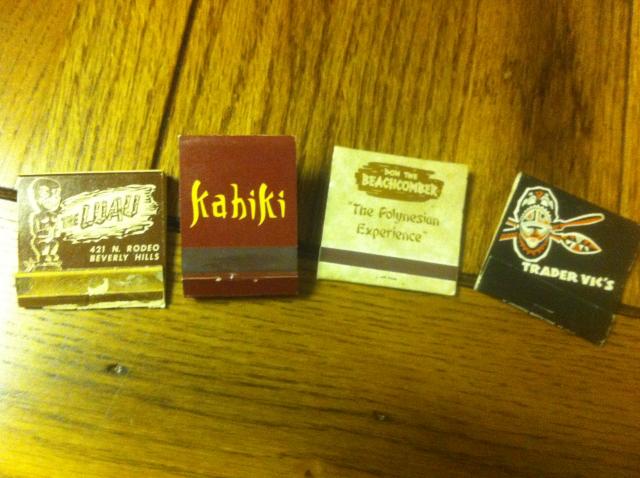 THE LUAU
421 N. RODEO
BEVERLY HILLS
kahiki
DON THE
BEACHCOMBER
"The Polynesian
Experience"
TRADER VIC'S